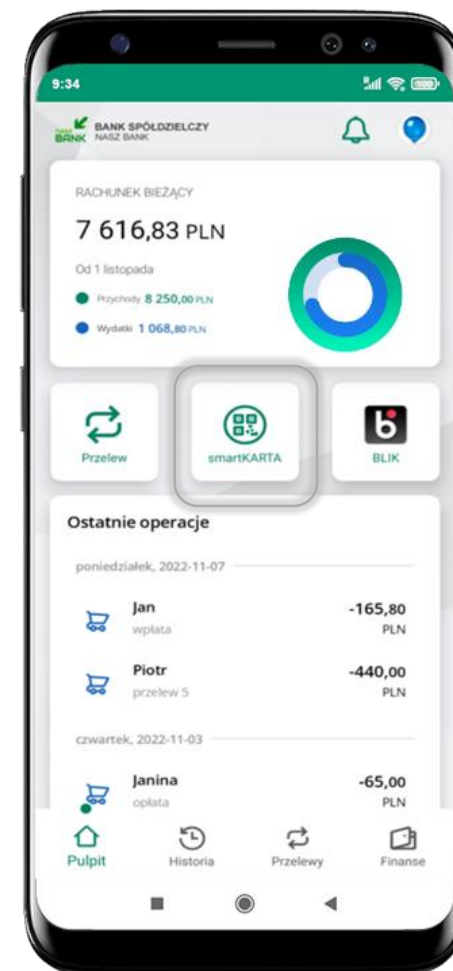 9:34
nasz BANK BANK SPÓŁDZIELCZY
NASZ BANK
RACHUNEK BIEŻĄCY
7 616,83 PLN
Od 1 listopada
Przychody 8 250,00 PLN
Wydatki 1 068,80 PLN
Przelew smartKARTA BLIK
Ostatnie operacje
poniedziałek, 2022-11-07
Jan -165,80
wpłata PLN
Piotr -440,00
przelew 5 PLN
czwartek, 2022-11-03
Janina -65,00
opłata PLN
Pulpit Historia Przelewy Finanse